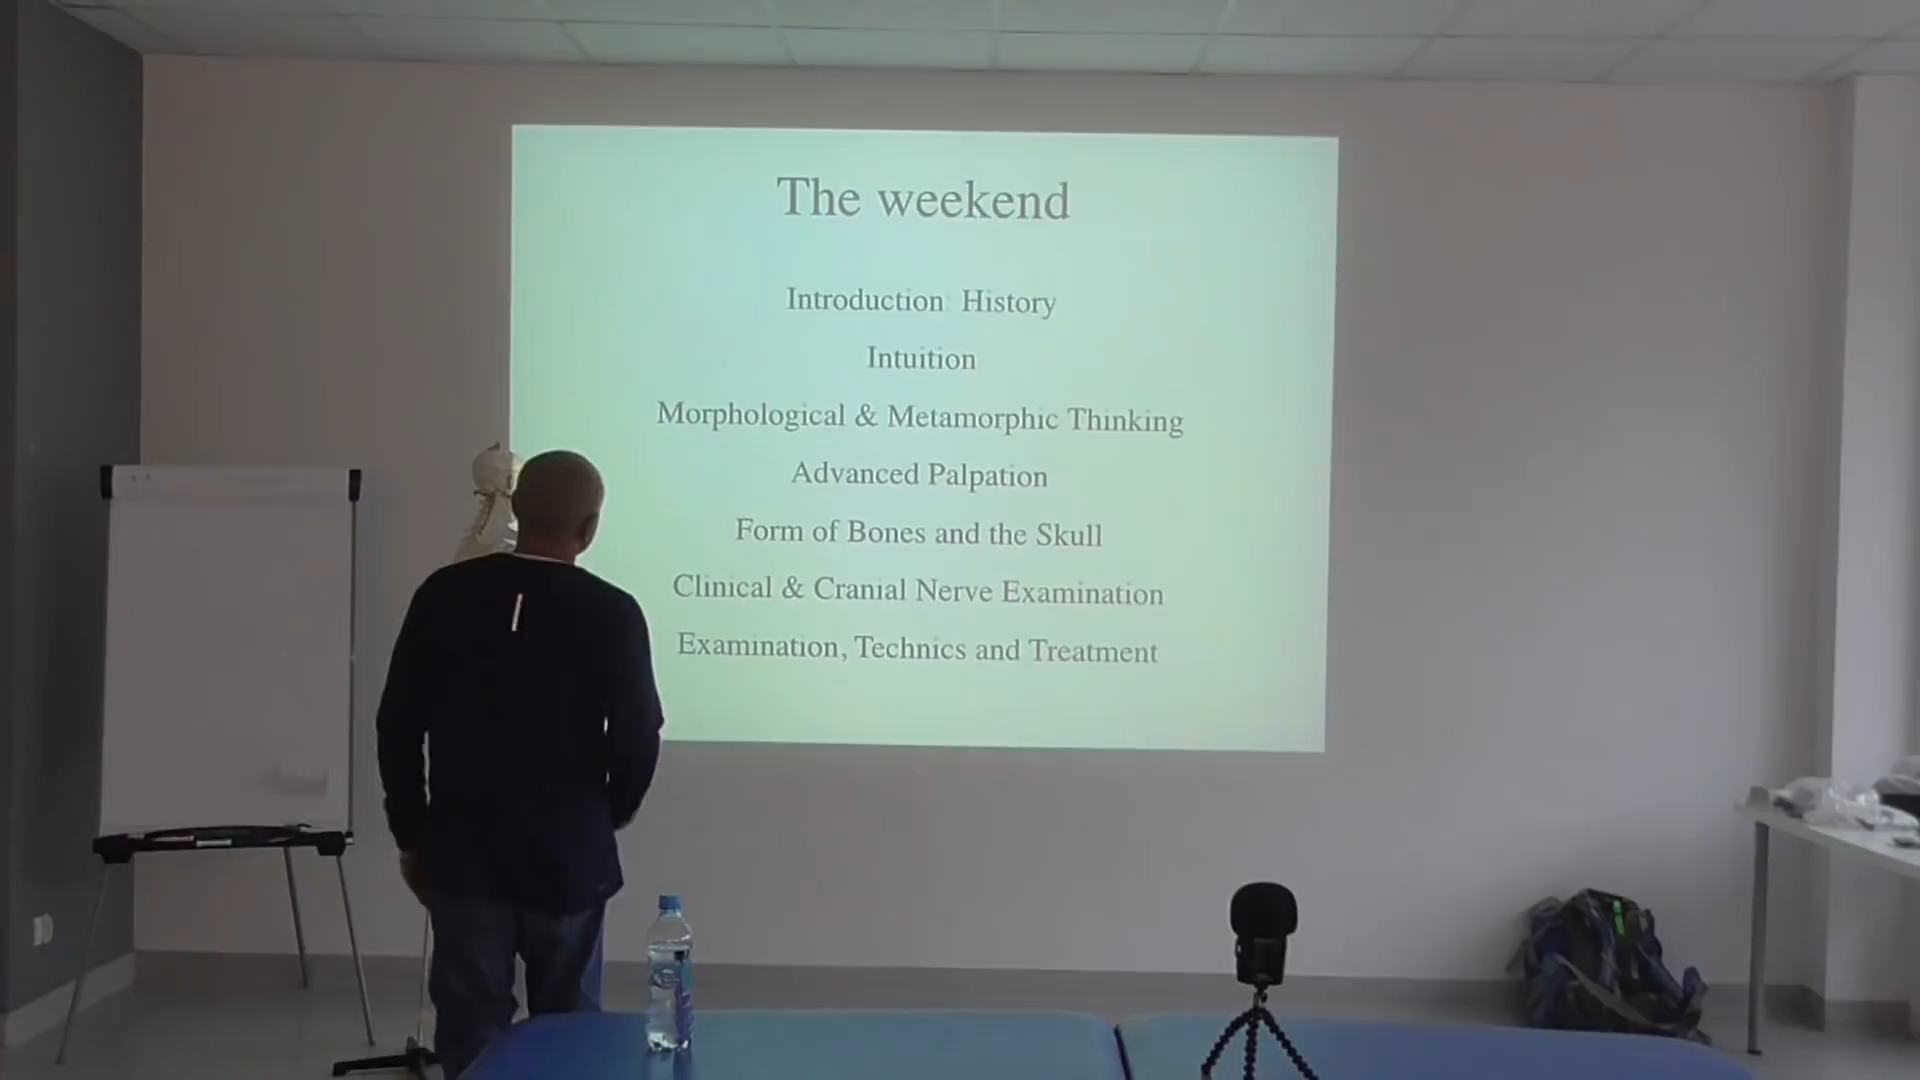 The weekend
Introduction History
Intuition
Morphological & Metamorphic Thinking
Advanced Palpation
Form of Bones and the Skull
Clinical & Cranial Nerve Examination
Examination, Technics and Treatment